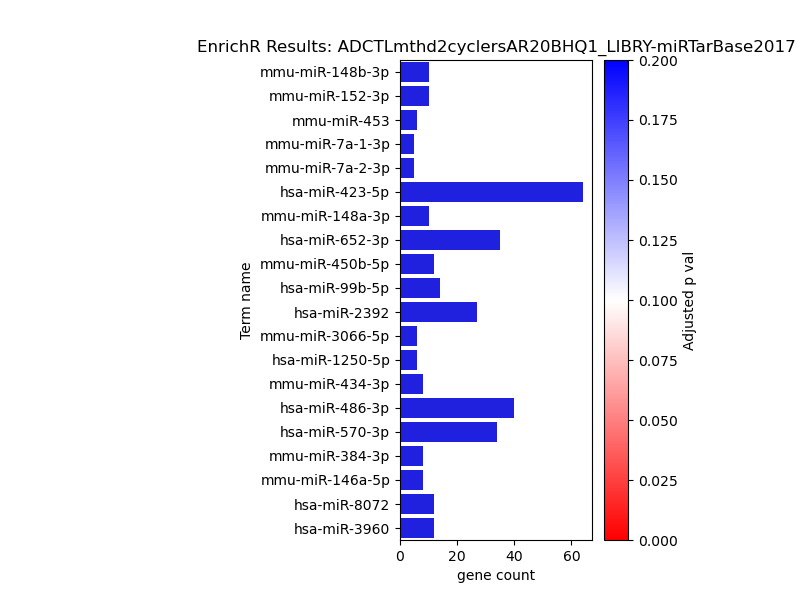 EnrichR Results: ADCTLmthd2cyclersAR20BHQ1_LIBRY-miRTarBase2017
Term name
mmu-miR-148b-3p
mmu-miR-152-3p
mmu-miR-453
mmu-miR-7a-1-3p
mmu-miR-7a-2-3p
hsa-miR-423-5p
mmu-miR-148a-3p
hsa-miR-652-3p
mmu-miR-450b-5p
hsa-miR-99b-5p
hsa-miR-2392
mmu-miR-3066-5p
hsa-miR-1250-5p
mmu-miR-434-3p
hsa-miR-486-3p
hsa-miR-570-3p
mmu-miR-384-3p
mmu-miR-146a-5p
hsa-miR-8072
hsa-miR-3960
0 20 40 60
gene count
0.200
0.175
0.150
0.125
0.100
0.075
0.050
0.025
0.000
Adjusted p val